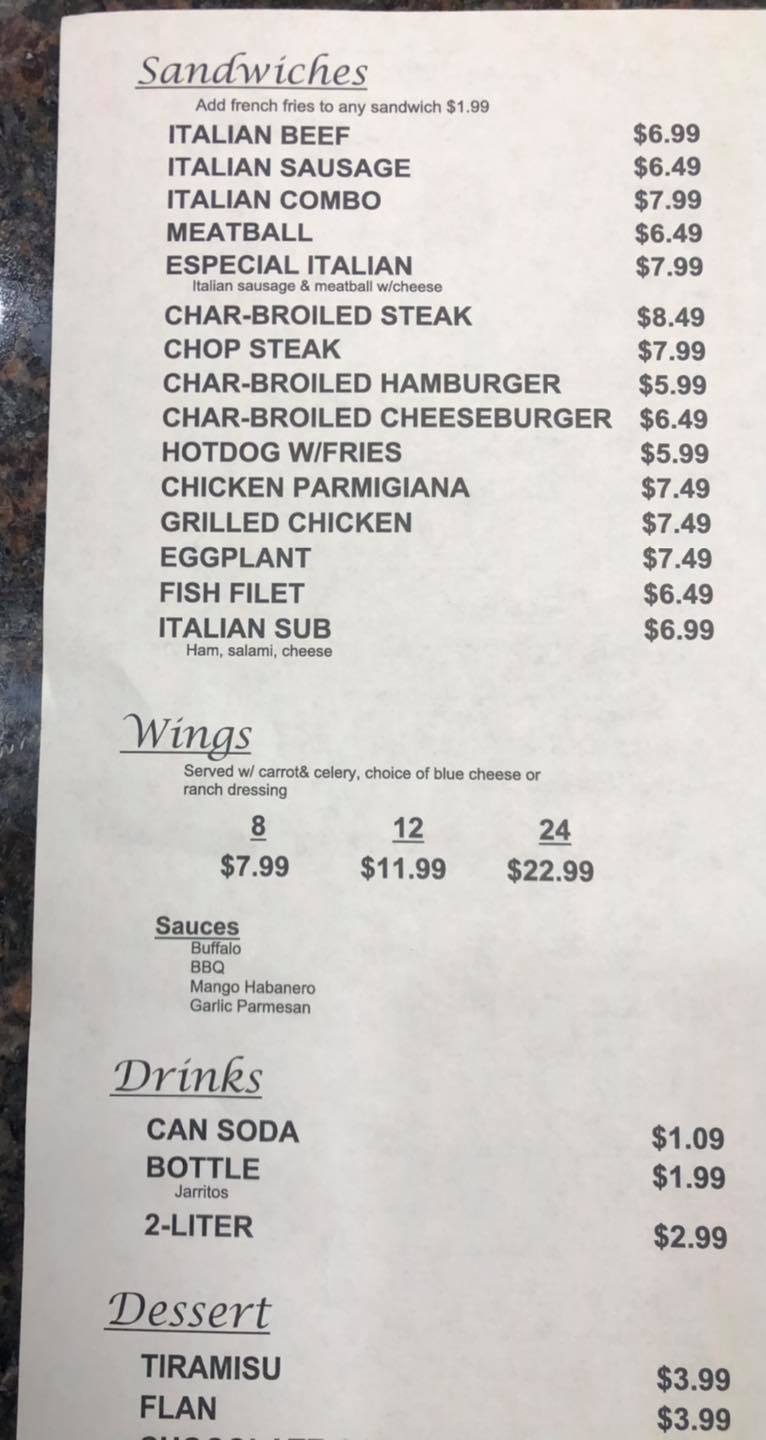 Sandwiches
Add french fries to any sandwich $1.99
ITALIAN BEEF $6.99
ITALIAN SAUSAGE $6.49
ITALIAN COMBO $7.99
MEATBALL $6.49
ESPECIAL ITALIAN $7.99
Italian sausage & meatball w/cheese
CHAR-BROILED STEAK $8.49
CHOP STEAK $7.99
CHAR-BROILED HAMBURGER $5.99
CHAR-BROILED CHEESEBURGER $6.49
HOTDOG W/FRIES $5.99
CHICKEN PARMIGIANA $7.49
GRILLED CHICKEN $7.49
EGGPLANT $7.49
FISH FILET $6.49
ITALIAN SUB $6.99
Ham, salami, cheese
Wings
Served w/ carrot& celery, choice of blue cheese or
ranch dressing
8 12 24
$7.99 $11.99 $22.99
Sauces
Buffalo
BBQ
Mango Habanero
Garlic Parmesan
Drinks
CAN SODA $1.09
BOTTLE $1.99
Jarritos
2-LITER $2.99
Dessert
TIRAMISU $3.99
FLAN $3.99